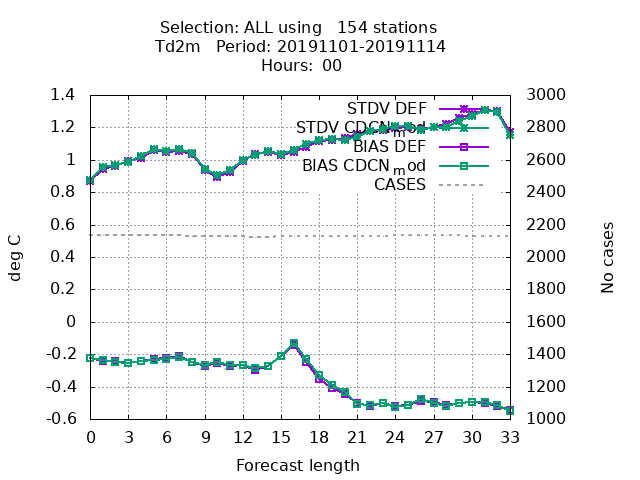 Selection: ALL using   154 stations
Td2m   Period: 20191101-20191114
Hours: 00
deg C
No cases
1.4
1.2
1
0.8
0.6
0.4
0.2
0
-0.2
-0.4
-0.6
3000
2800
2600
2400
2200
2000
1800
1600
1400
1200
1000
STDV DEF
STDV CDCN_mod
BIAS DEF
BIAS CDCN_mod
CASES
0 3 6 9 12 15 18 21 24 27 30 33
Forecast length